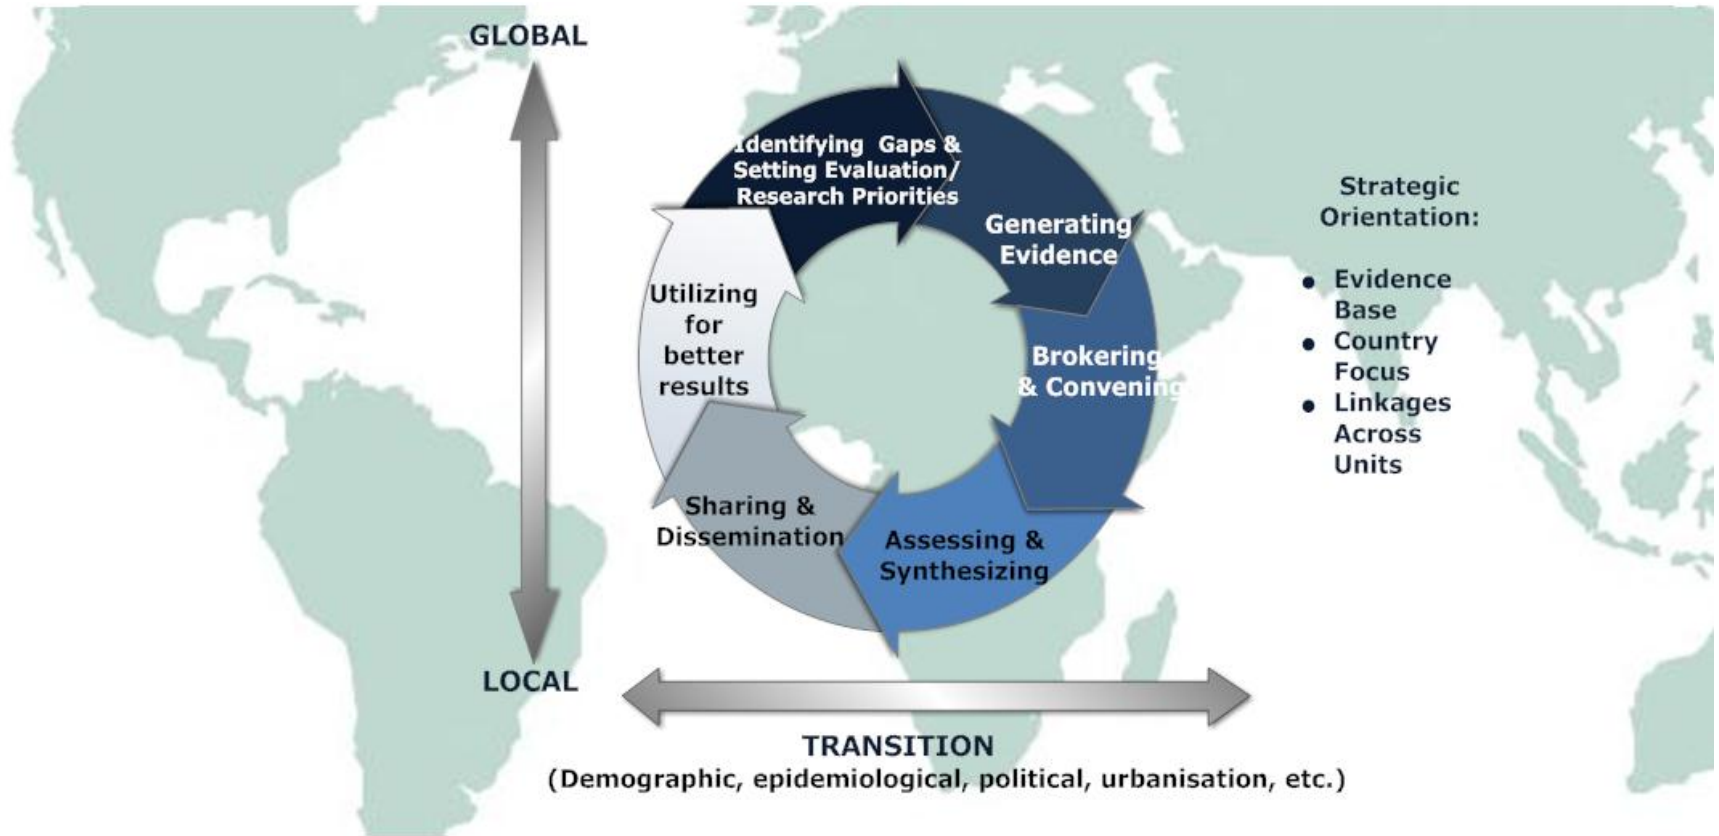 GLOBAL
Identifying Gaps &
Setting Evaluation/
Research Priorities
Generating
Evidence
Brokering
& Convening
Assessing &
Synthesizing
Sharing &
Dissemination
Utilizing
for
better
results
Strategic
Orientation:
• Evidence
Base
• Country
Focus
• Linkages
Across
Units
LOCAL
TRANSITION
(Demographic, epidemiological, political, urbanisation, etc.)